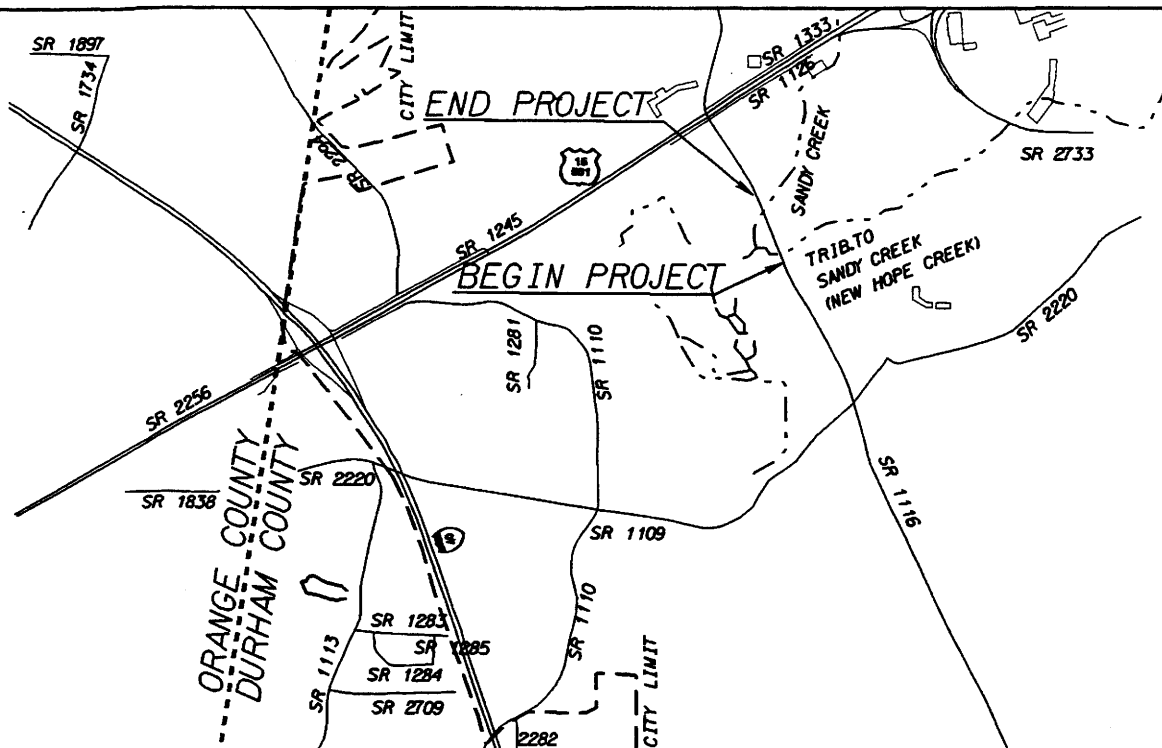 SR 1897
SR 1734
CITY LIMIT
SR 1333
SR 1126
END PROJECT
SR 2294
15
501
SANDY CREEK
SR 2733
SR 1245
BEGIN PROJECT
TRIB.TO
SANDY CREEK
(NEW HOPE CREEK)
SR 2220
SR 1281
SR 1110
SR 2256
ORANGE COUNTY
DURHAM COUNTY
SR 2220
SR 1838
SR 1109
SR 1116
SR 1110
SR 1283
SR 1285
SR 1284
SR 1113
SR 2709
CITY LIMIT
2282